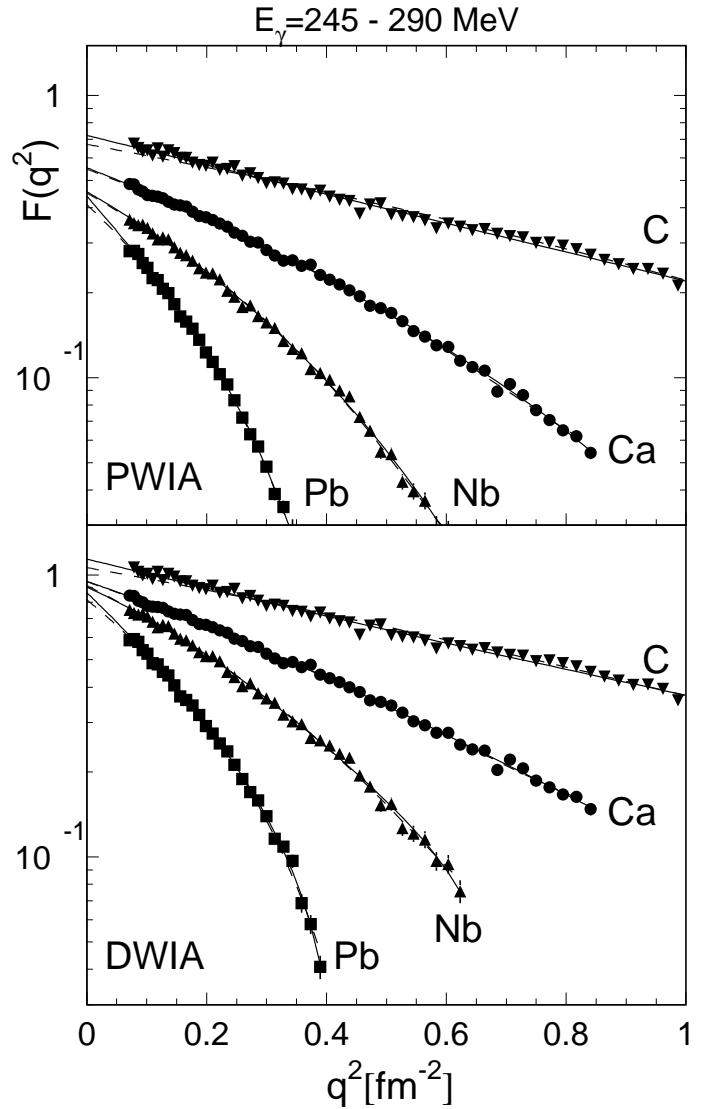 E_γ=245 - 290 MeV
1
F(q²)
C
10⁻¹
Ca
PWIA
Pb
Nb
1
C
Ca
10⁻¹
Nb
DWIA
Pb
0 0.2 0.4 0.6 0.8 1
q²[fm⁻²]